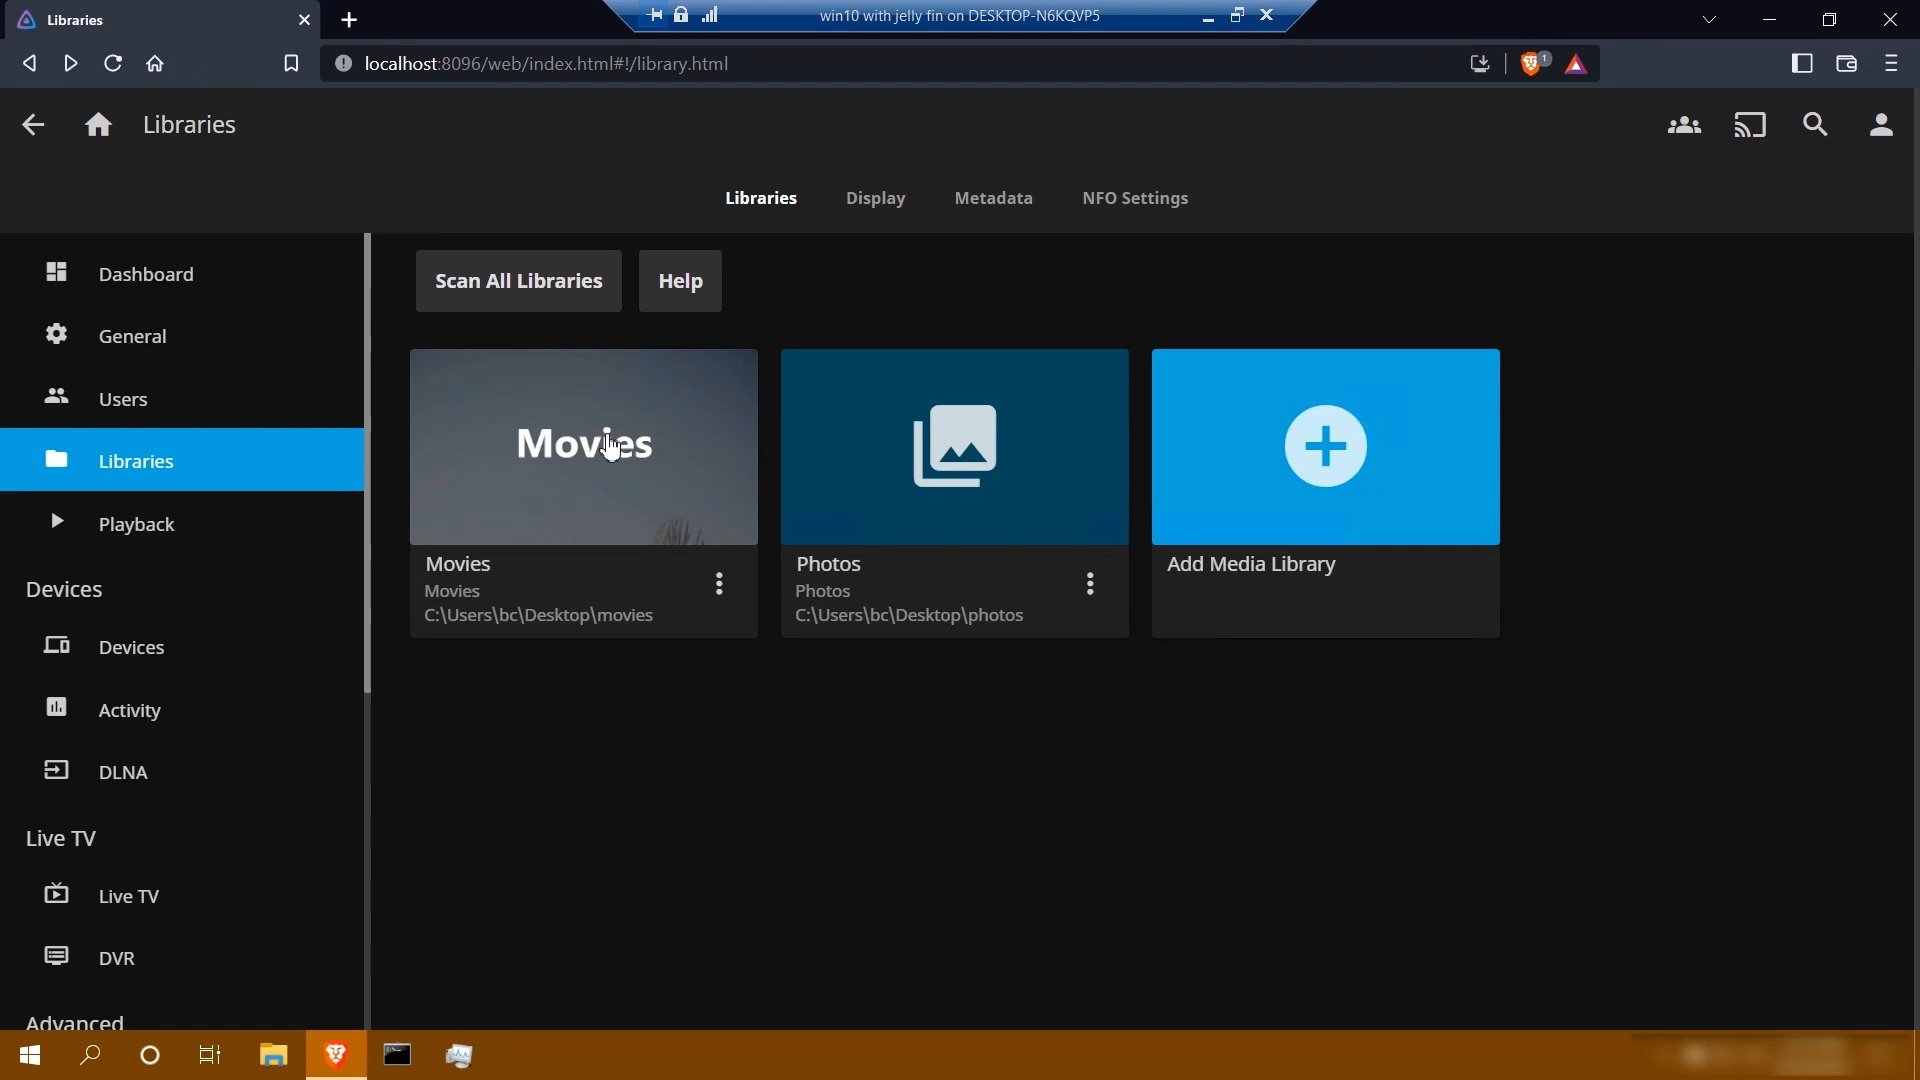 Libraries
win10 with jelly fin on DESKTOP-N6KQVP5
localhost:8096/web/index.html#!/library.html
1
Libraries
Libraries
Display
Metadata
NFO Settings
Dashboard
General
Users
Libraries
Playback
Devices
Devices
Activity
DLNA
Live TV
Live TV
DVR
Advanced
Scan All Libraries
Help
Movies
Movies
Movies
C:\Users\bc\Desktop\movies
Photos
Photos
C:\Users\bc\Desktop\photos
Add Media Library